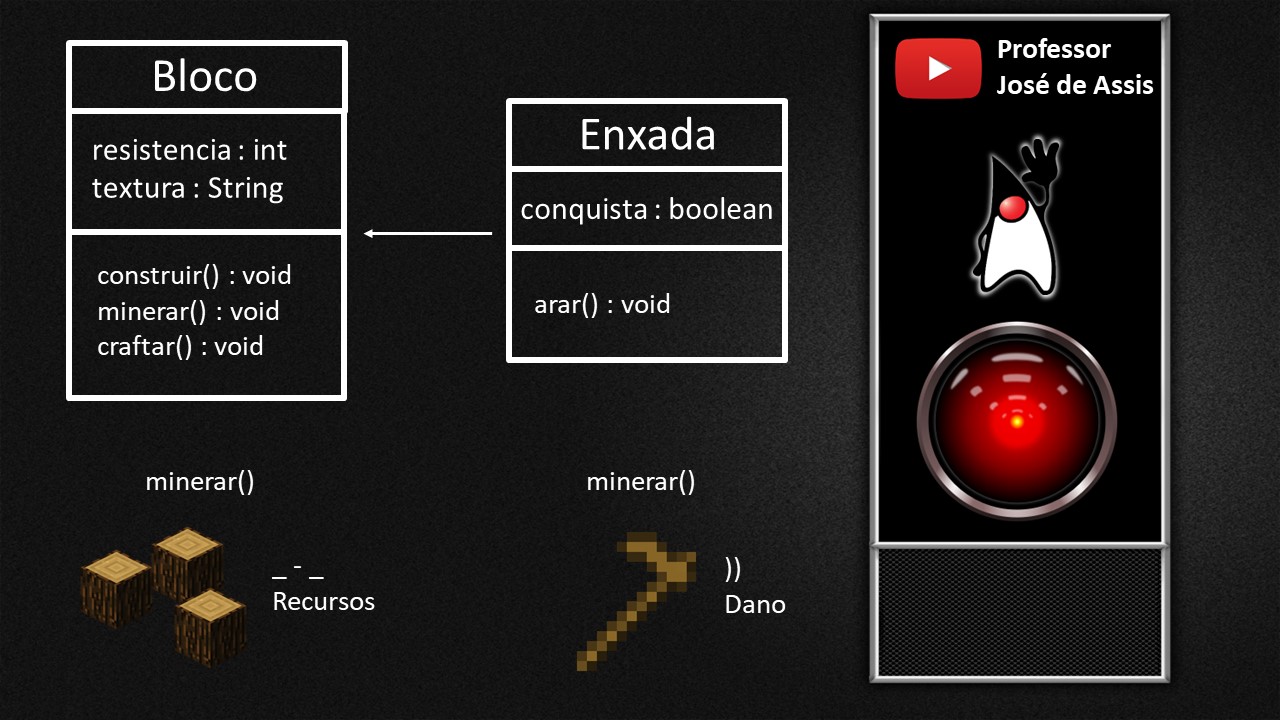 Bloco
resistencia : int
textura : String
construir() : void
minerar() : void
craftar() : void
Enxada
conquista : boolean
arar() : void
minerar()
_ - _
Recursos
minerar()
))
Dano
Professor
José de Assis